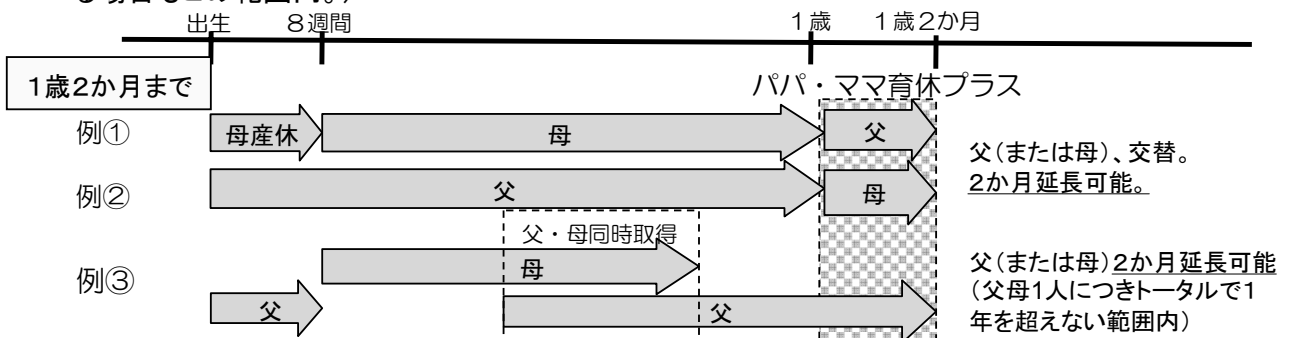 出生 8週間 1歳 1歳2か月
1歳2か月まで
パパ・ママ育休プラス
例①
母産休 母 父
父(または母)、交替。
2か月延長可能。
例②
父 母
父・母同時取得
例③
母
父 父
父(または母)2か月延長可能
(父母1人につきトータルで1
年を超えない範囲内)